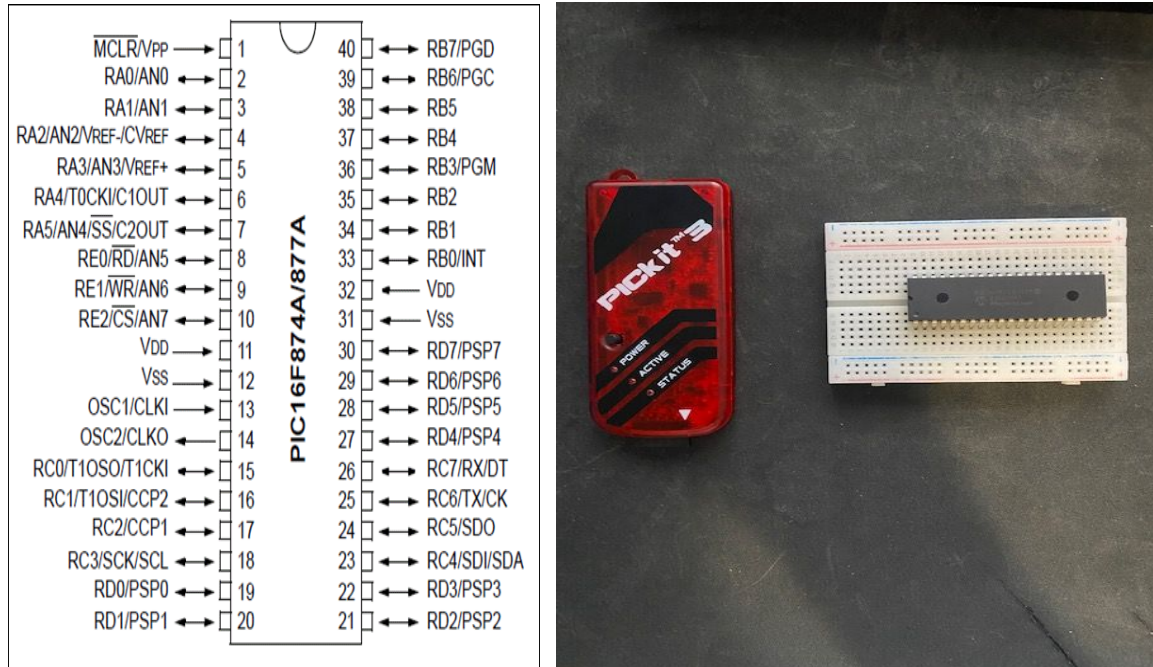 MCLR/VPP 1 40 RB7/PGD
RA0/AN0 2 39 RB6/PGC
RA1/AN1 3 38 RB5
RA2/AN2/VREF-/CVREF 4 37 RB4
RA3/AN3/VREF+ 5 36 RB3/PGM
RA4/T0CKI/C1OUT 6 35 RB2
RA5/AN4/SS/C2OUT 7 34 RB1
RE0/RD/AN5 8 33 RB0/INT
RE1/WR/AN6 9 32 VDD
RE2/CS/AN7 10 31 VSS
VDD 11 30 RD7/PSP7
VSS 12 29 RD6/PSP6
OSC1/CLKI 13 28 RD5/PSP5
OSC2/CLKO 14 27 RD4/PSP4
RC0/T1OSO/T1CKI 15 26 RC7/RX/DT
RC1/T1OSI/CCP2 16 25 RC6/TX/CK
RC2/CCP1 17 24 RC5/SDO
RC3/SCK/SCL 18 23 RC4/SDI/SDA
RD0/PSP0 19 22 RD3/PSP3
RD1/PSP1 20 21 RD2/PSP2
PIC16F874A/877A
PICkit™3
POWER
ACTIVE
STATUS